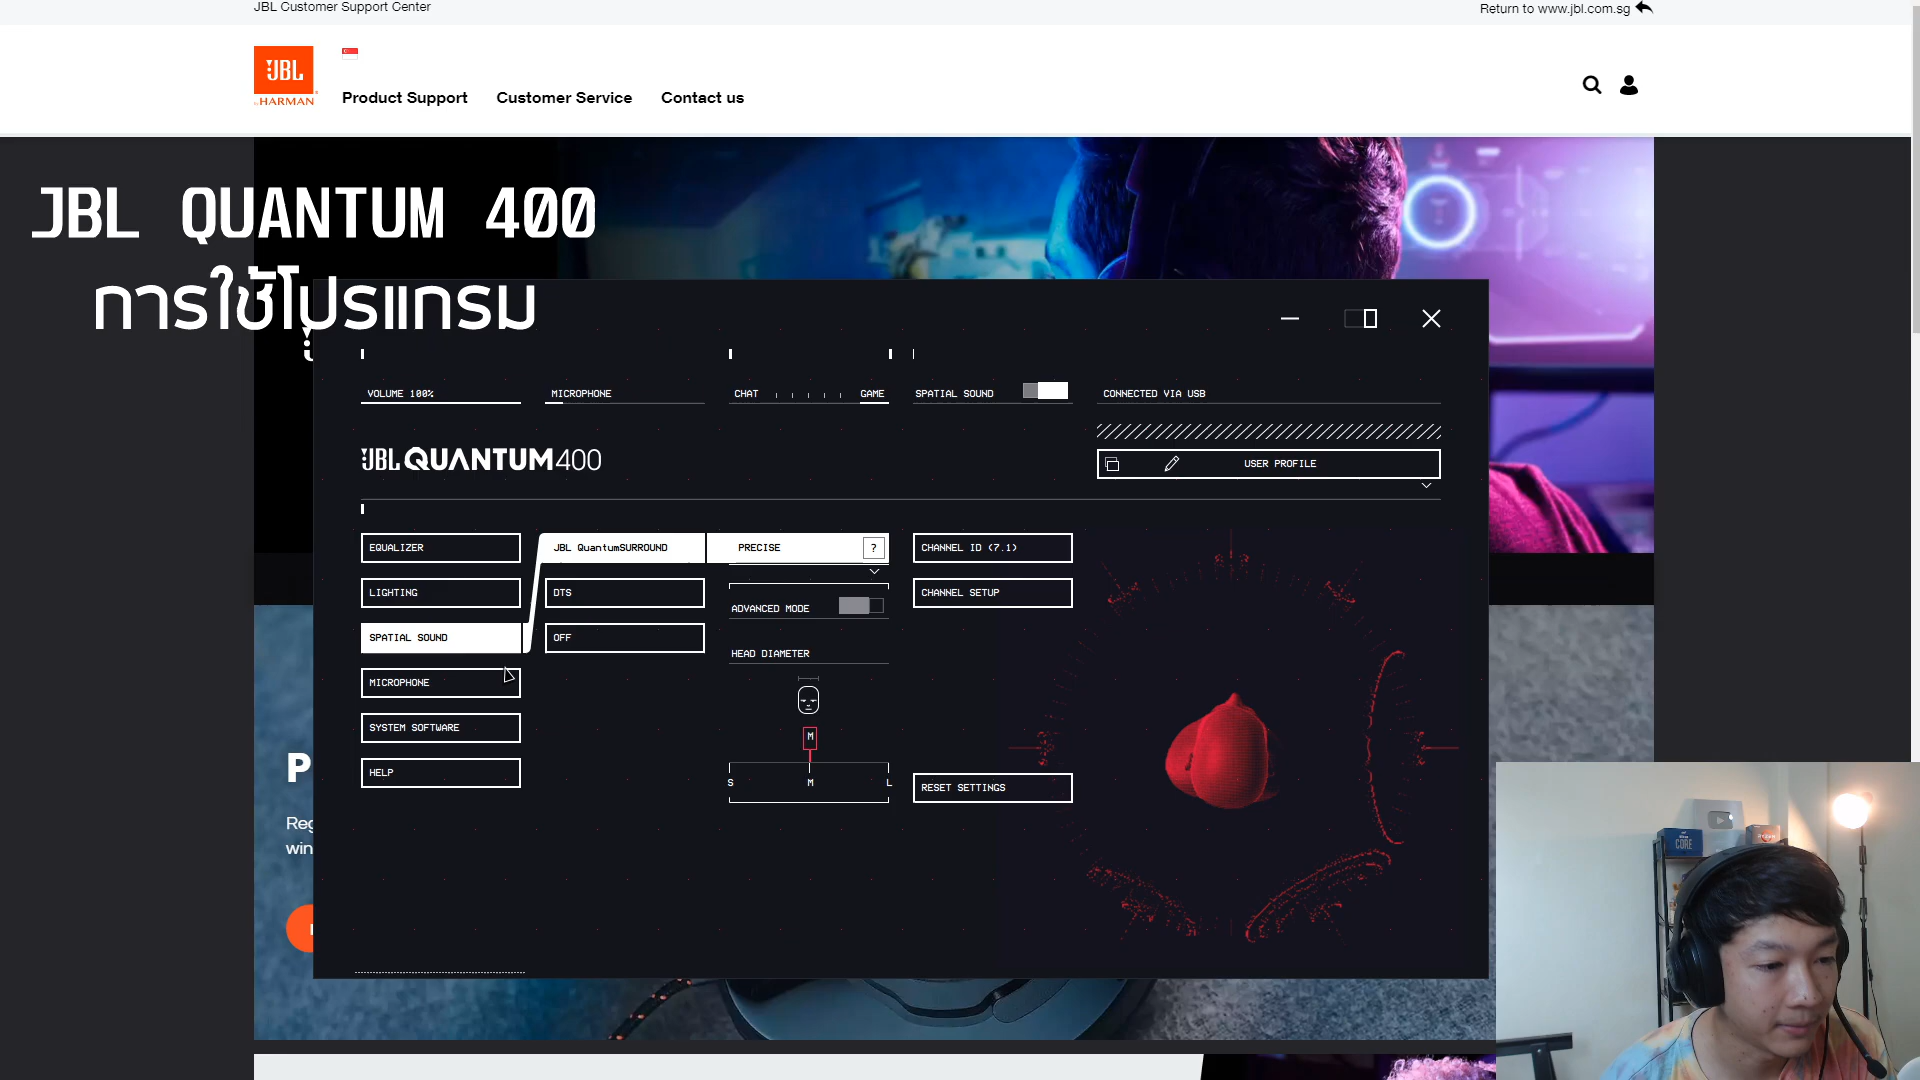 JBL Customer Support Center
Return to www.jbl.com.sg
JBL
by HARMAN
Product Support
Customer Service
Contact us
JBL QUANTUM 400
การใช้โปรแกรม
VOLUME 100%
MICROPHONE
CHAT
GAME
SPATIAL SOUND
CONNECTED VIA USB
JBL QUANTUM400
USER PROFILE
EQUALIZER
JBL QuantumSURROUND
PRECISE
?
CHANNEL ID (7.1)
LIGHTING
DTS
ADVANCED MODE
CHANNEL SETUP
SPATIAL SOUND
OFF
HEAD DIAMETER
MICROPHONE
SYSTEM SOFTWARE
M
HELP
S
M
L
RESET SETTINGS
P
Reg
win
CORE
RYZEN